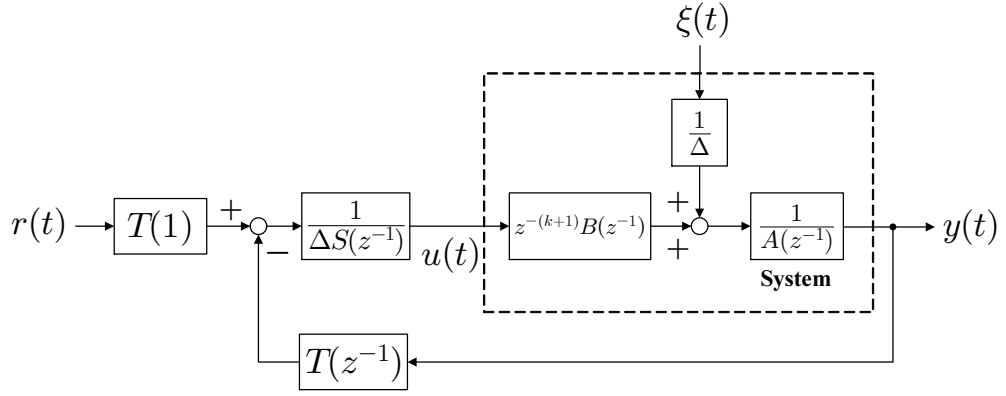 ξ(t)
1
Δ
r(t)
T(1)
+
−
1
ΔS(z⁻¹)
u(t)
z⁻⁽ᵏ⁺¹⁾B(z⁻¹)
+
+
1
A(z⁻¹)
System
y(t)
T(z⁻¹)